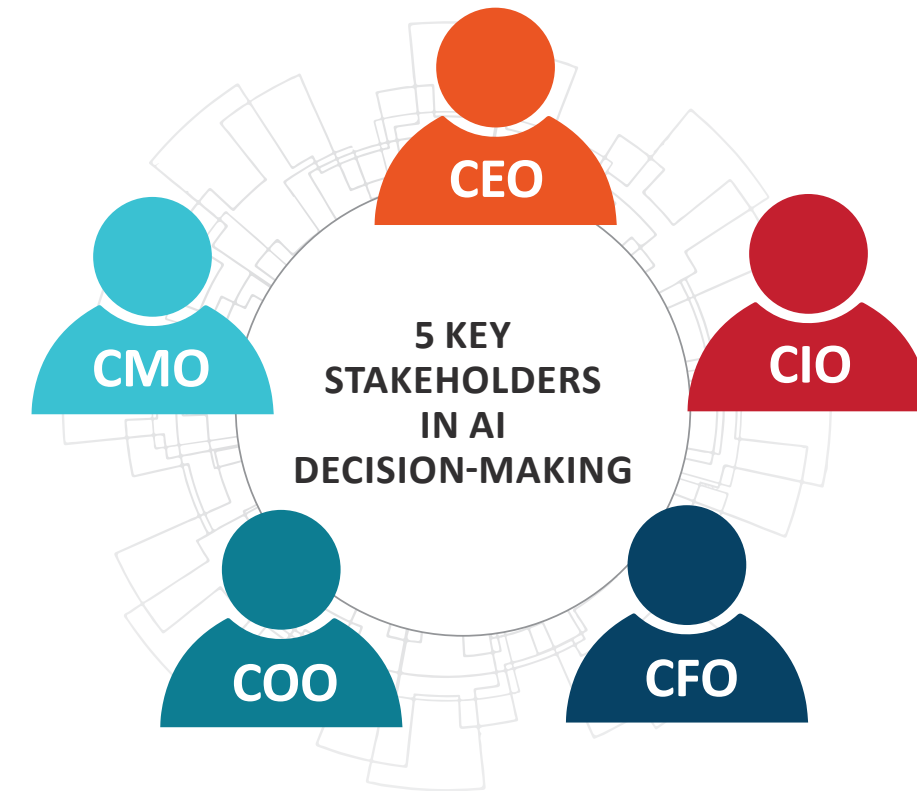 CEO
CMO
CIO
5 KEY
STAKEHOLDERS
IN AI
DECISION-MAKING
COO
CFO